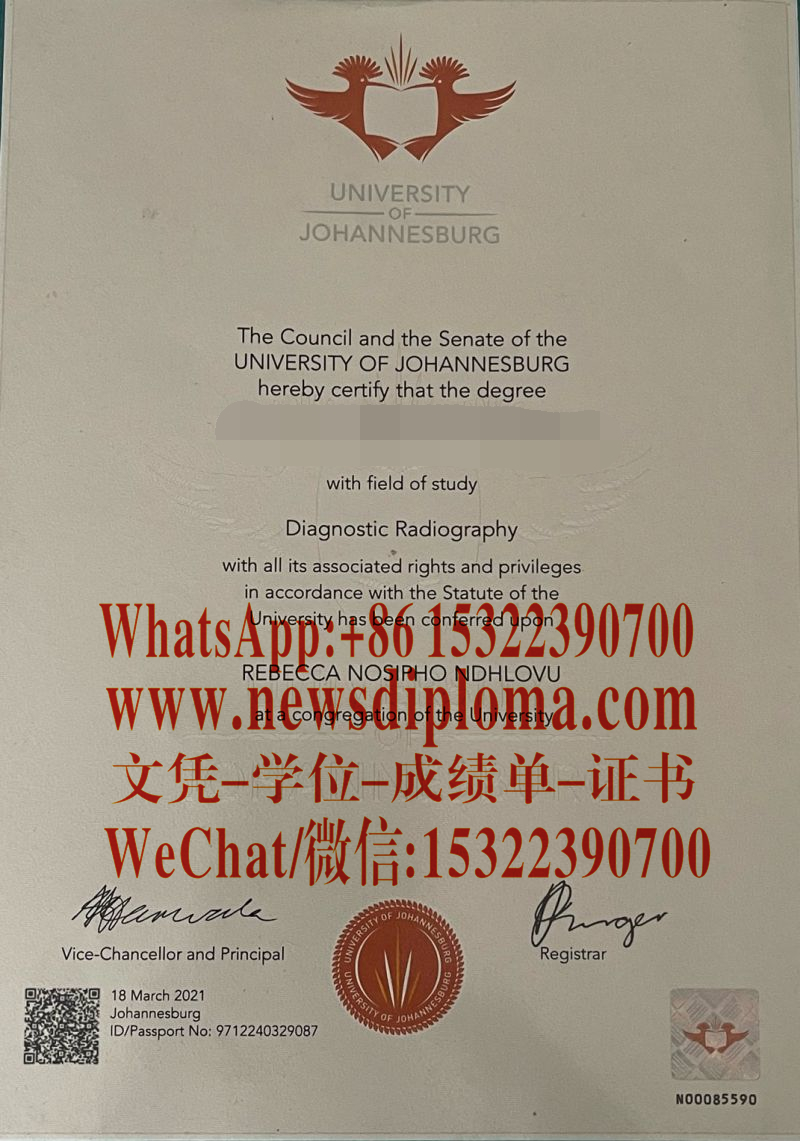 UNIVERSITY
OF
JOHANNESBURG
The Council and the Senate of the
UNIVERSITY OF JOHANNESBURG
hereby certify that the degree
with field of study
Diagnostic Radiography
with all its associated rights and privileges
in accordance with the Statute of the
University has been conferred upon
WhatsApp:+86 15322390700
REBECCA NOSIPHO NDHLOVU
www.newsdiploma.com
at a congregation of the University
文凭–学位–成绩单–证书
WeChat/微信:15322390700
Vice-Chancellor and Principal
Registrar
UNIVERSITY OF JOHANNESBURG
UNIVERSITY OF JOHANNESBURG
18 March 2021
Johannesburg
ID/Passport No: 9712240329087
N00085590